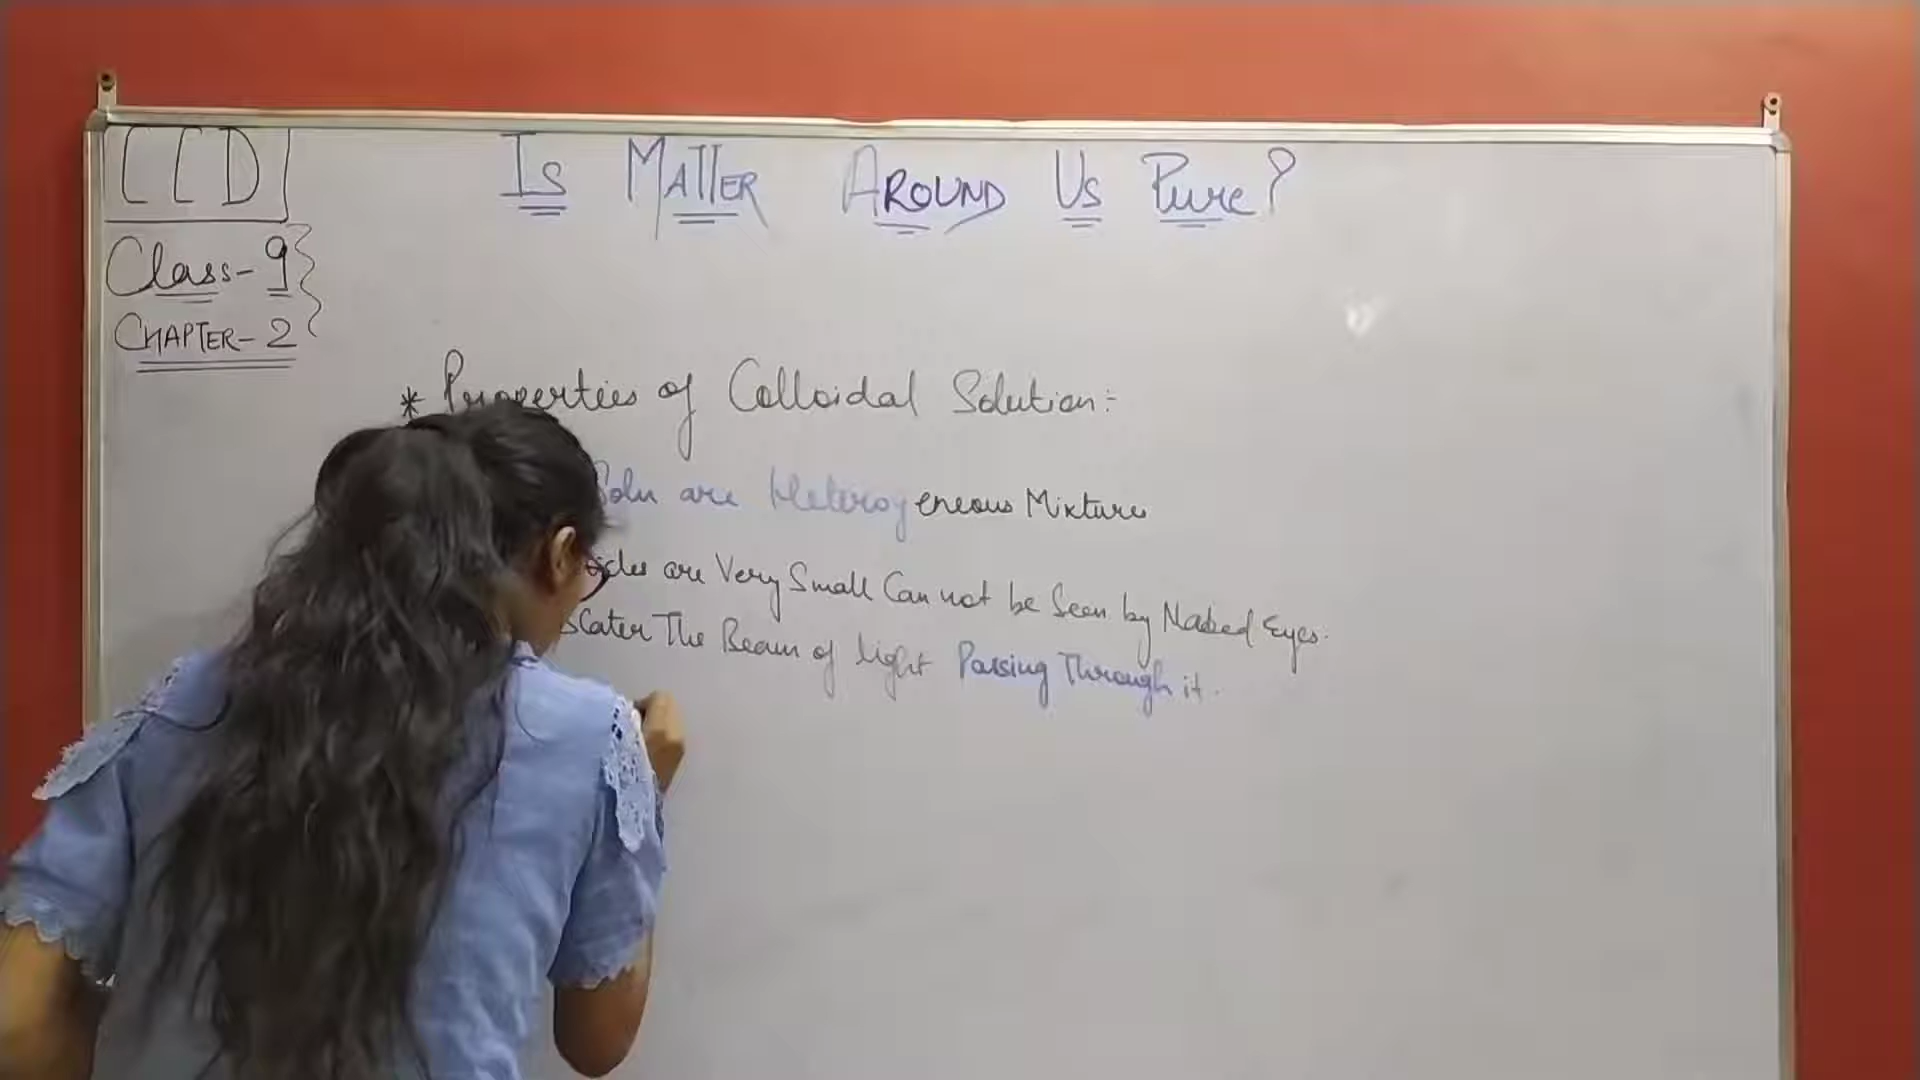 CCD
Is MATTER AROUND Us Pure?
Class-9
CHAPTER-2
* Properties of Colloidal Solution:-
Soln are Heterogeneous Mixture
are Very Small Can not be Seen by Naked Eyes.
Scater The Beam of light Passing Through it.